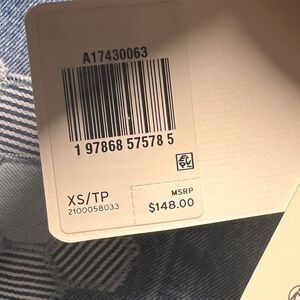 A17430063
1 97868 57578 5
XS/TP
2100058033
MSRP
$148.00